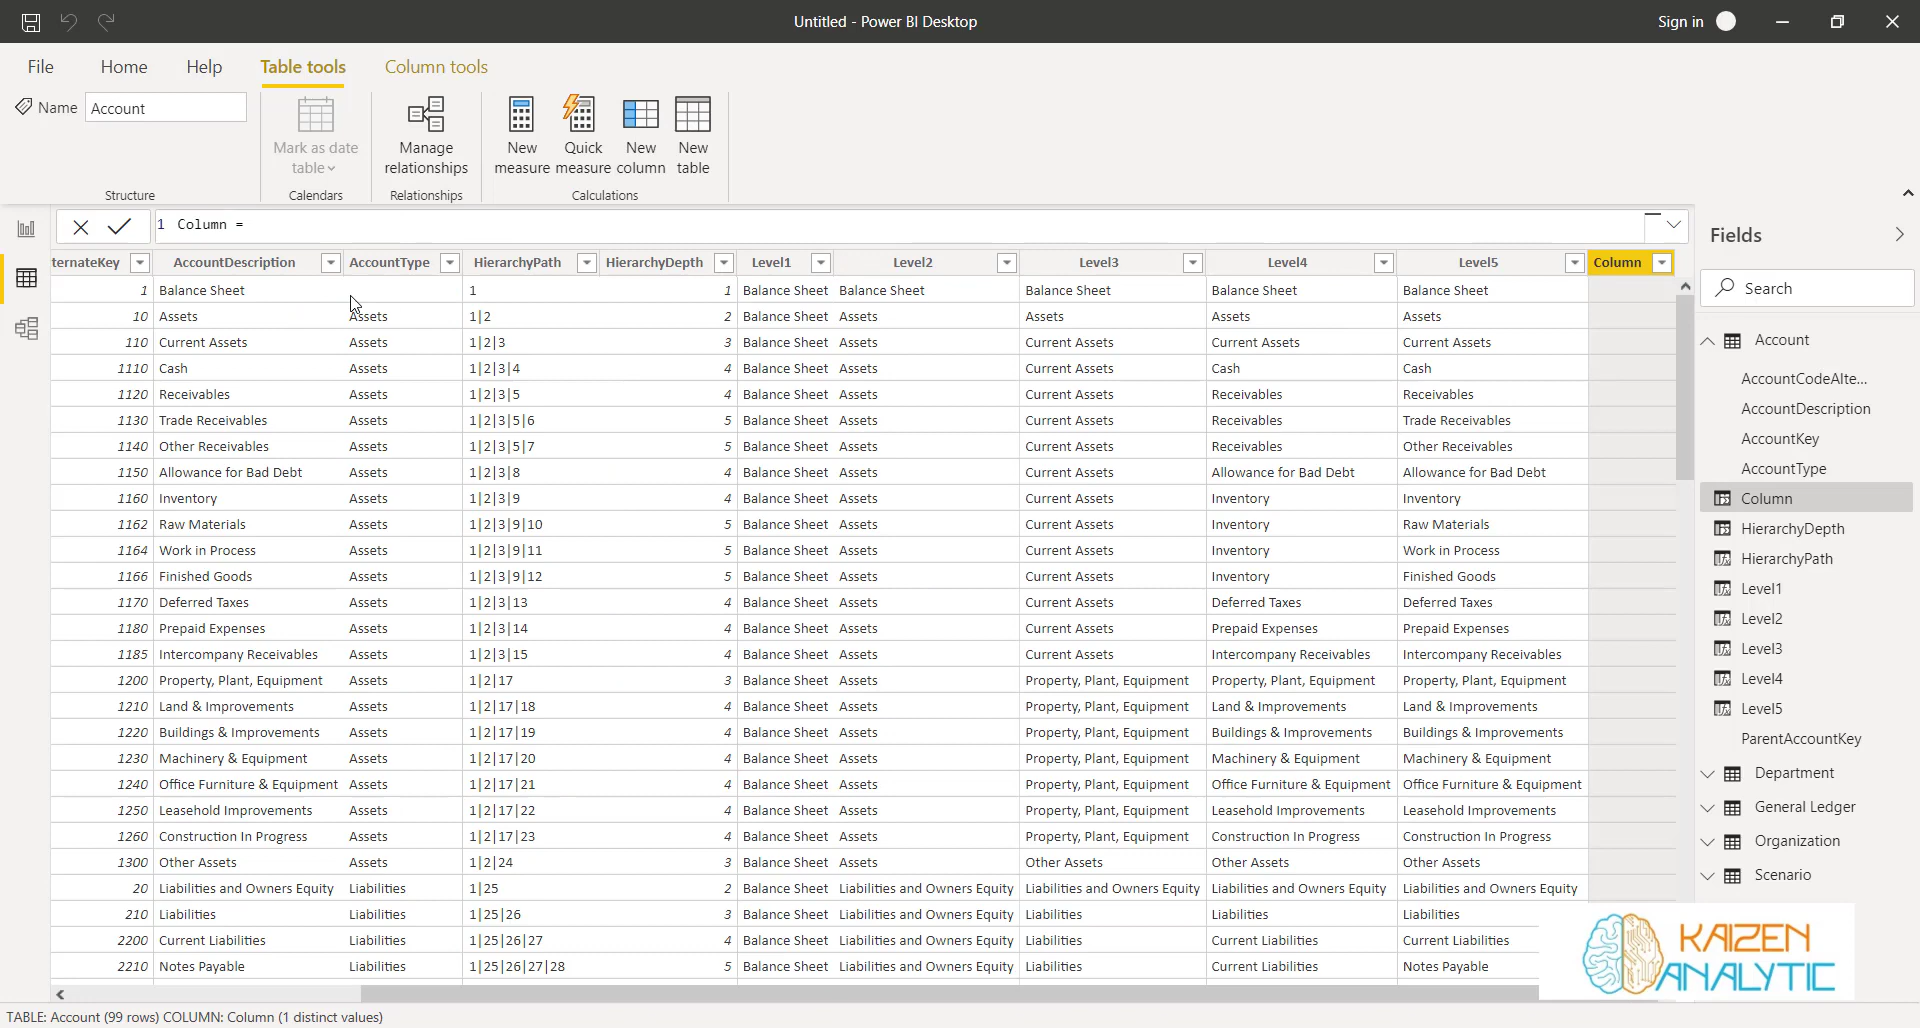 Untitled - Power BI Desktop
Sign in
File Home Help Table tools Column tools
Name Account
Mark as date table
Manage relationships
New measure
Quick measure
New column
New table
Structure Calendars Relationships Calculations
1 Column =
ternateKey AccountDescription AccountType HierarchyPath HierarchyDepth Level1 Level2 Level3 Level4 Level5 Column
1 Balance Sheet 1 1 Balance Sheet Balance Sheet Balance Sheet Balance Sheet Balance Sheet
10 Assets Assets 1|2 2 Balance Sheet Assets Assets Assets Assets
110 Current Assets Assets 1|2|3 3 Balance Sheet Assets Current Assets Current Assets Current Assets
1110 Cash Assets 1|2|3|4 4 Balance Sheet Assets Current Assets Cash Cash
1120 Receivables Assets 1|2|3|5 4 Balance Sheet Assets Current Assets Receivables Receivables
1130 Trade Receivables Assets 1|2|3|5|6 5 Balance Sheet Assets Current Assets Receivables Trade Receivables
1140 Other Receivables Assets 1|2|3|5|7 5 Balance Sheet Assets Current Assets Receivables Other Receivables
1150 Allowance for Bad Debt Assets 1|2|3|8 4 Balance Sheet Assets Current Assets Allowance for Bad Debt Allowance for Bad Debt
1160 Inventory Assets 1|2|3|9 4 Balance Sheet Assets Current Assets Inventory Inventory
1162 Raw Materials Assets 1|2|3|9|10 5 Balance Sheet Assets Current Assets Inventory Raw Materials
1164 Work in Process Assets 1|2|3|9|11 5 Balance Sheet Assets Current Assets Inventory Work in Process
1166 Finished Goods Assets 1|2|3|9|12 5 Balance Sheet Assets Current Assets Inventory Finished Goods
1170 Deferred Taxes Assets 1|2|3|13 4 Balance Sheet Assets Current Assets Deferred Taxes Deferred Taxes
1180 Prepaid Expenses Assets 1|2|3|14 4 Balance Sheet Assets Current Assets Prepaid Expenses Prepaid Expenses
1185 Intercompany Receivables Assets 1|2|3|15 4 Balance Sheet Assets Current Assets Intercompany Receivables Intercompany Receivables
1200 Property, Plant, Equipment Assets 1|2|17 3 Balance Sheet Assets Property, Plant, Equipment Property, Plant, Equipment Property, Plant, Equipment
1210 Land & Improvements Assets 1|2|17|18 4 Balance Sheet Assets Property, Plant, Equipment Land & Improvements Land & Improvements
1220 Buildings & Improvements Assets 1|2|17|19 4 Balance Sheet Assets Property, Plant, Equipment Buildings & Improvements Buildings & Improvements
1230 Machinery & Equipment Assets 1|2|17|20 4 Balance Sheet Assets Property, Plant, Equipment Machinery & Equipment Machinery & Equipment
1240 Office Furniture & Equipment Assets 1|2|17|21 4 Balance Sheet Assets Property, Plant, Equipment Office Furniture & Equipment Office Furniture & Equipment
1250 Leasehold Improvements Assets 1|2|17|22 4 Balance Sheet Assets Property, Plant, Equipment Leasehold Improvements Leasehold Improvements
1260 Construction In Progress Assets 1|2|17|23 4 Balance Sheet Assets Property, Plant, Equipment Construction In Progress Construction In Progress
1300 Other Assets Assets 1|2|24 3 Balance Sheet Assets Other Assets Other Assets Other Assets
20 Liabilities and Owners Equity Liabilities 1|25 2 Balance Sheet Liabilities and Owners Equity Liabilities and Owners Equity Liabilities and Owners Equity Liabilities and Owners Equity
210 Liabilities Liabilities 1|25|26 3 Balance Sheet Liabilities and Owners Equity Liabilities Liabilities Liabilities
2200 Current Liabilities Liabilities 1|25|26|27 4 Balance Sheet Liabilities and Owners Equity Liabilities Current Liabilities Current Liabilities
2210 Notes Payable Liabilities 1|25|26|27|28 5 Balance Sheet Liabilities and Owners Equity Liabilities Current Liabilities Notes Payable
Fields
Search
Account
AccountCodeAlte...
AccountDescription
AccountKey
AccountType
Column
HierarchyDepth
HierarchyPath
Level1
Level2
Level3
Level4
Level5
ParentAccountKey
Department
General Ledger
Organization
Scenario
KAIZEN
ANALYTIC
TABLE: Account (99 rows) COLUMN: Column (1 distinct values)